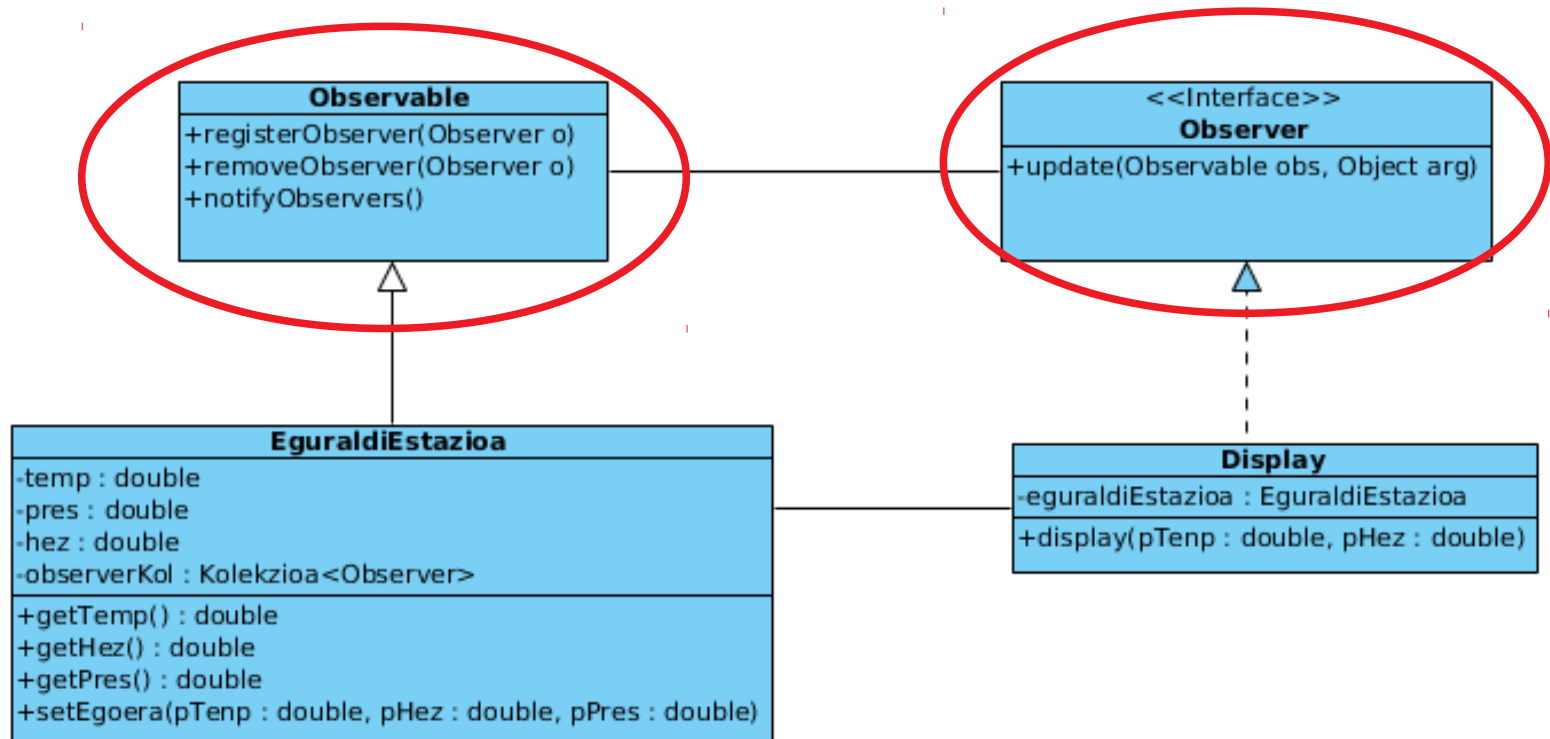 Observable
+registerObserver(Observer o)
+removeObserver(Observer o)
+notifyObservers()
<<Interface>>
Observer
+update(Observable obs, Object arg)
EguraldiEstazioa
-temp : double
-pres : double
-hez : double
-observerKol : Kolekzioa<Observer>
+getTemp() : double
+getHez() : double
+getPres() : double
+setEgoera(pTenp : double, pHez : double, pPres : double)
Display
-eguraldiEstazioa : EguraldiEstazioa
+display(pTenp : double, pHez : double)